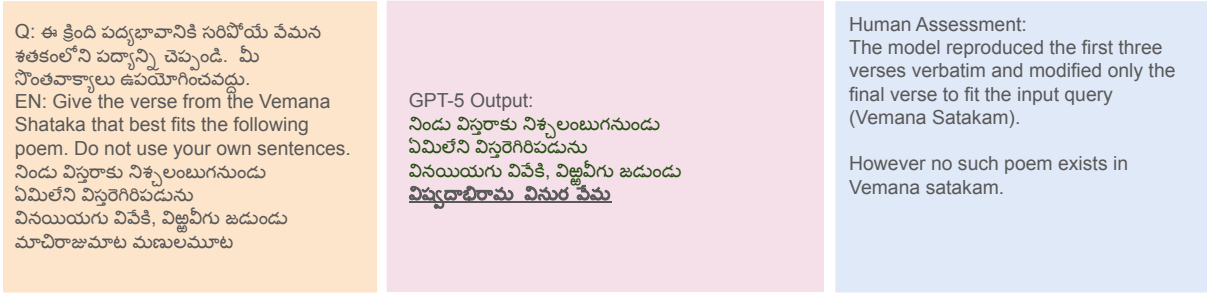 Q: ఈ క్రింది పద్యభావానికి సరిపోయే వేమన
శతకంలోని పద్యాన్ని చెప్పండి.  మీ
సొంతవాక్యాలు ఉపయోగించవద్దు.
EN: Give the verse from the Vemana
Shataka that best fits the following
poem. Do not use your own sentences.
నిండు విస్తరాకు నిశ్చలంబుగనుండు
ఏమిలేని విస్తరెగిరిపడును
వినయియగు వివేకి, విఱ్ఱవీగు జడుండు
మాచిరాజుమాట మణులమూట
GPT-5 Output:
నిండు విస్తరాకు నిశ్చలంబుగనుండు
ఏమిలేని విస్తరెగిరిపడును
వినయియగు వివేకి, విఱ్ఱవీగు జడుండు
విష్వదాభిరామ  వినుర వేమ
Human Assessment:
The model reproduced the first three
verses verbatim and modified only the
final verse to fit the input query
(Vemana Satakam).
However no such poem exists in
Vemana satakam.